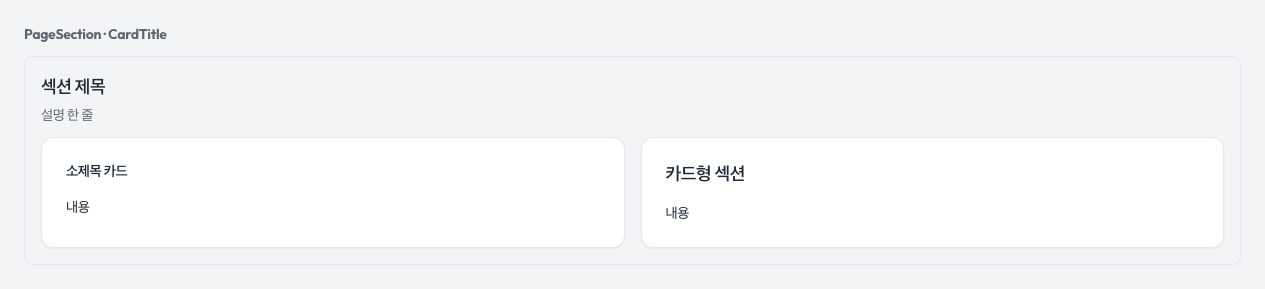 PageSection · CardTitle
섹션 제목
설명 한 줄
소제목 카드
내용
카드형 섹션
내용